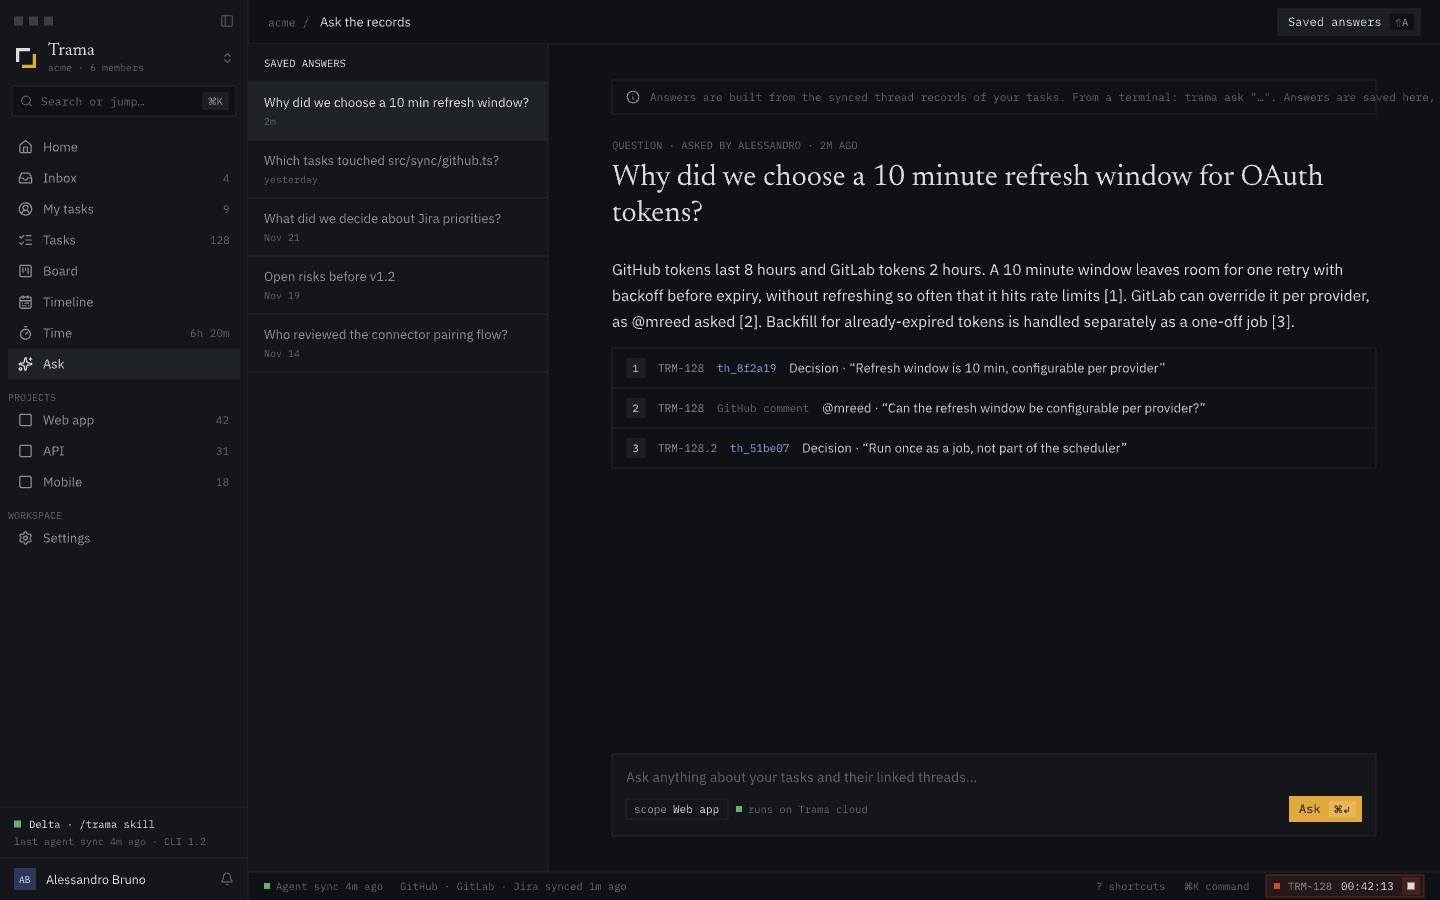 Trama
acme · 6 members
Search or jump… ⌘K
Home
Inbox 4
My tasks 9
Tasks 128
Board
Timeline
Time 6h 20m
Ask
PROJECTS
Web app 42
API 31
Mobile 18
WORKSPACE
Settings
Delta · /trama skill
last agent sync 4m ago · CLI 1.2
AB Alessandro Bruno
acme / Ask the records
Saved answers ⇧A
SAVED ANSWERS
Why did we choose a 10 min refresh window?
2m
Which tasks touched src/sync/github.ts?
yesterday
What did we decide about Jira priorities?
Nov 21
Open risks before v1.2
Nov 19
Who reviewed the connector pairing flow?
Nov 14
Answers are built from the synced thread records of your tasks. From a terminal: trama ask "…". Answers are saved here,
QUESTION · ASKED BY ALESSANDRO · 2M AGO
Why did we choose a 10 minute refresh window for OAuth
tokens?
GitHub tokens last 8 hours and GitLab tokens 2 hours. A 10 minute window leaves room for one retry with
backoff before expiry, without refreshing so often that it hits rate limits [1]. GitLab can override it per provider,
as @mreed asked [2]. Backfill for already-expired tokens is handled separately as a one-off job [3].
1 TRM-128 th_8f2a19 Decision · “Refresh window is 10 min, configurable per provider”
2 TRM-128 GitHub comment @mreed · “Can the refresh window be configurable per provider?”
3 TRM-128.2 th_51be07 Decision · “Run once as a job, not part of the scheduler”
Ask anything about your tasks and their linked threads…
scope Web app runs on Trama cloud
Ask ⌘↲
Agent sync 4m ago GitHub · GitLab · Jira synced 1m ago
? shortcuts ⌘K command TRM-128 00:42:13